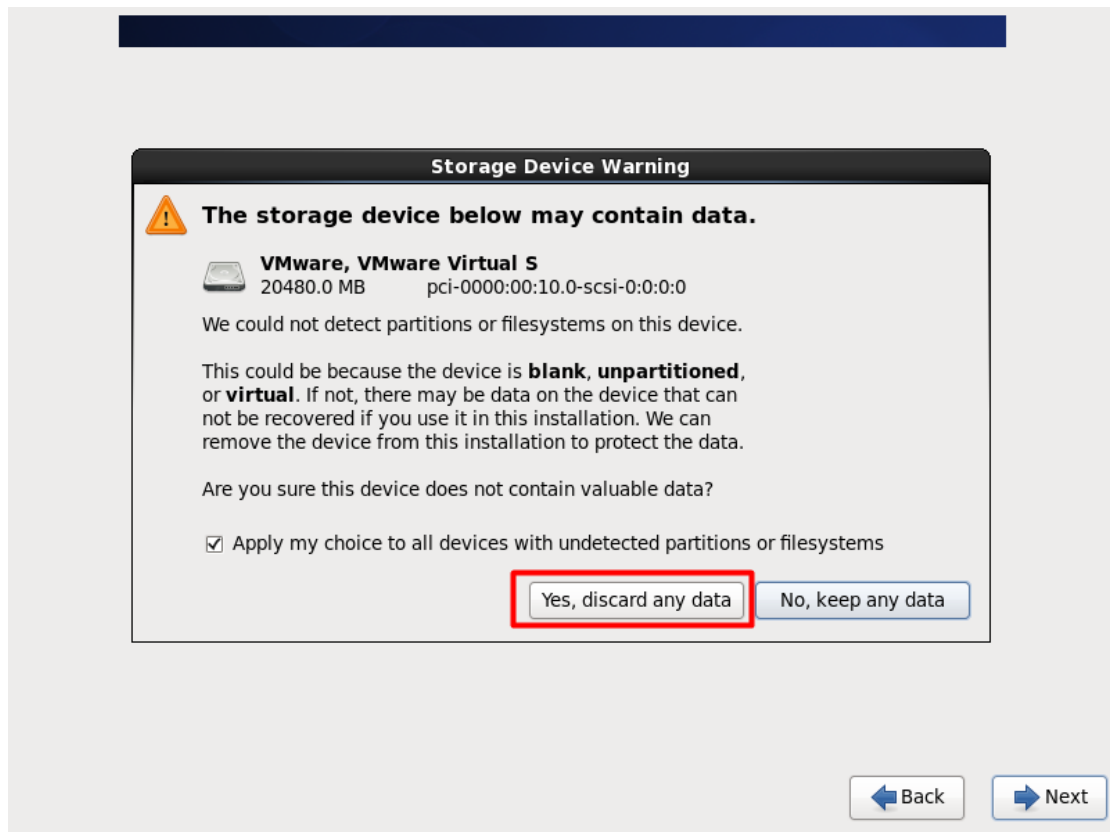 Storage Device Warning
The storage device below may contain data.
VMware, VMware Virtual S
20480.0 MB pci-0000:00:10.0-scsi-0:0:0:0
We could not detect partitions or filesystems on this device.
This could be because the device is blank, unpartitioned,
or virtual. If not, there may be data on the device that can
not be recovered if you use it in this installation. We can
remove the device from this installation to protect the data.
Are you sure this device does not contain valuable data?
Apply my choice to all devices with undetected partitions or filesystems
Yes, discard any data No, keep any data
Back Next